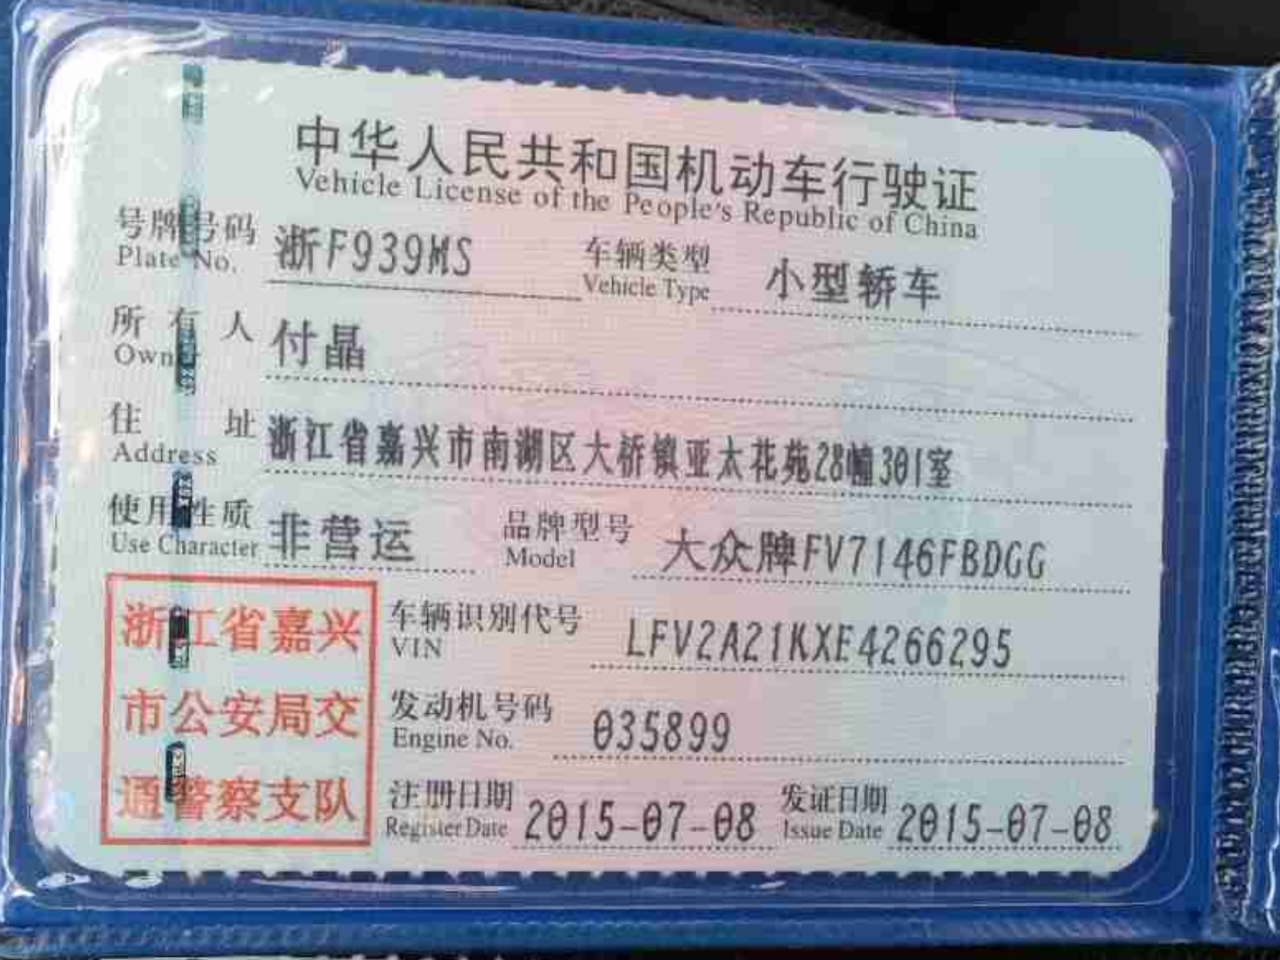 中华人民共和国机动车行驶证
Vehicle License of the People's Republic of China
号牌号码 浙F939MS 车辆类型 小型轿车
Plate No. Vehicle Type
所有人 付晶
Owner
住址 浙江省嘉兴市南湖区大桥镇亚太花苑28幢301室
Address
使用性质 非营运 品牌型号 大众牌FV7146FBDGG
Use Character Model
浙江省嘉兴
市公安局交
通警察支队
车辆识别代号 LFV2A21KXE4266295
VIN
发动机号码 035899
Engine No.
注册日期 2015-07-08 发证日期 2015-07-08
Register Date Issue Date